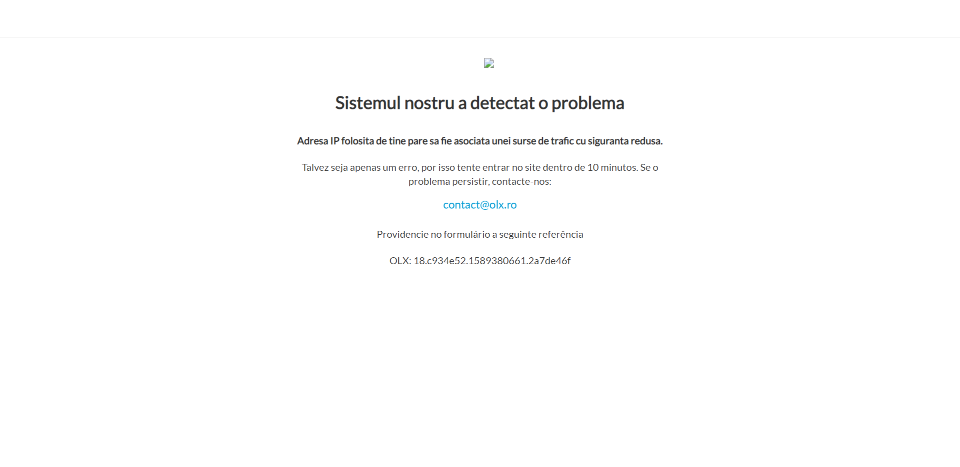 Sistemul nostru a detectat o problema
Adresa IP folosita de tine pare sa fie asociata unei surse de trafic cu siguranta redusa.
Talvez seja apenas um erro, por isso tente entrar no site dentro de 10 minutos. Se o
problema persistir, contacte-nos:
contact@olx.ro
Providencie no formulário a seguinte referência
OLX: 18.c934e52.1589380661.2a7de46f